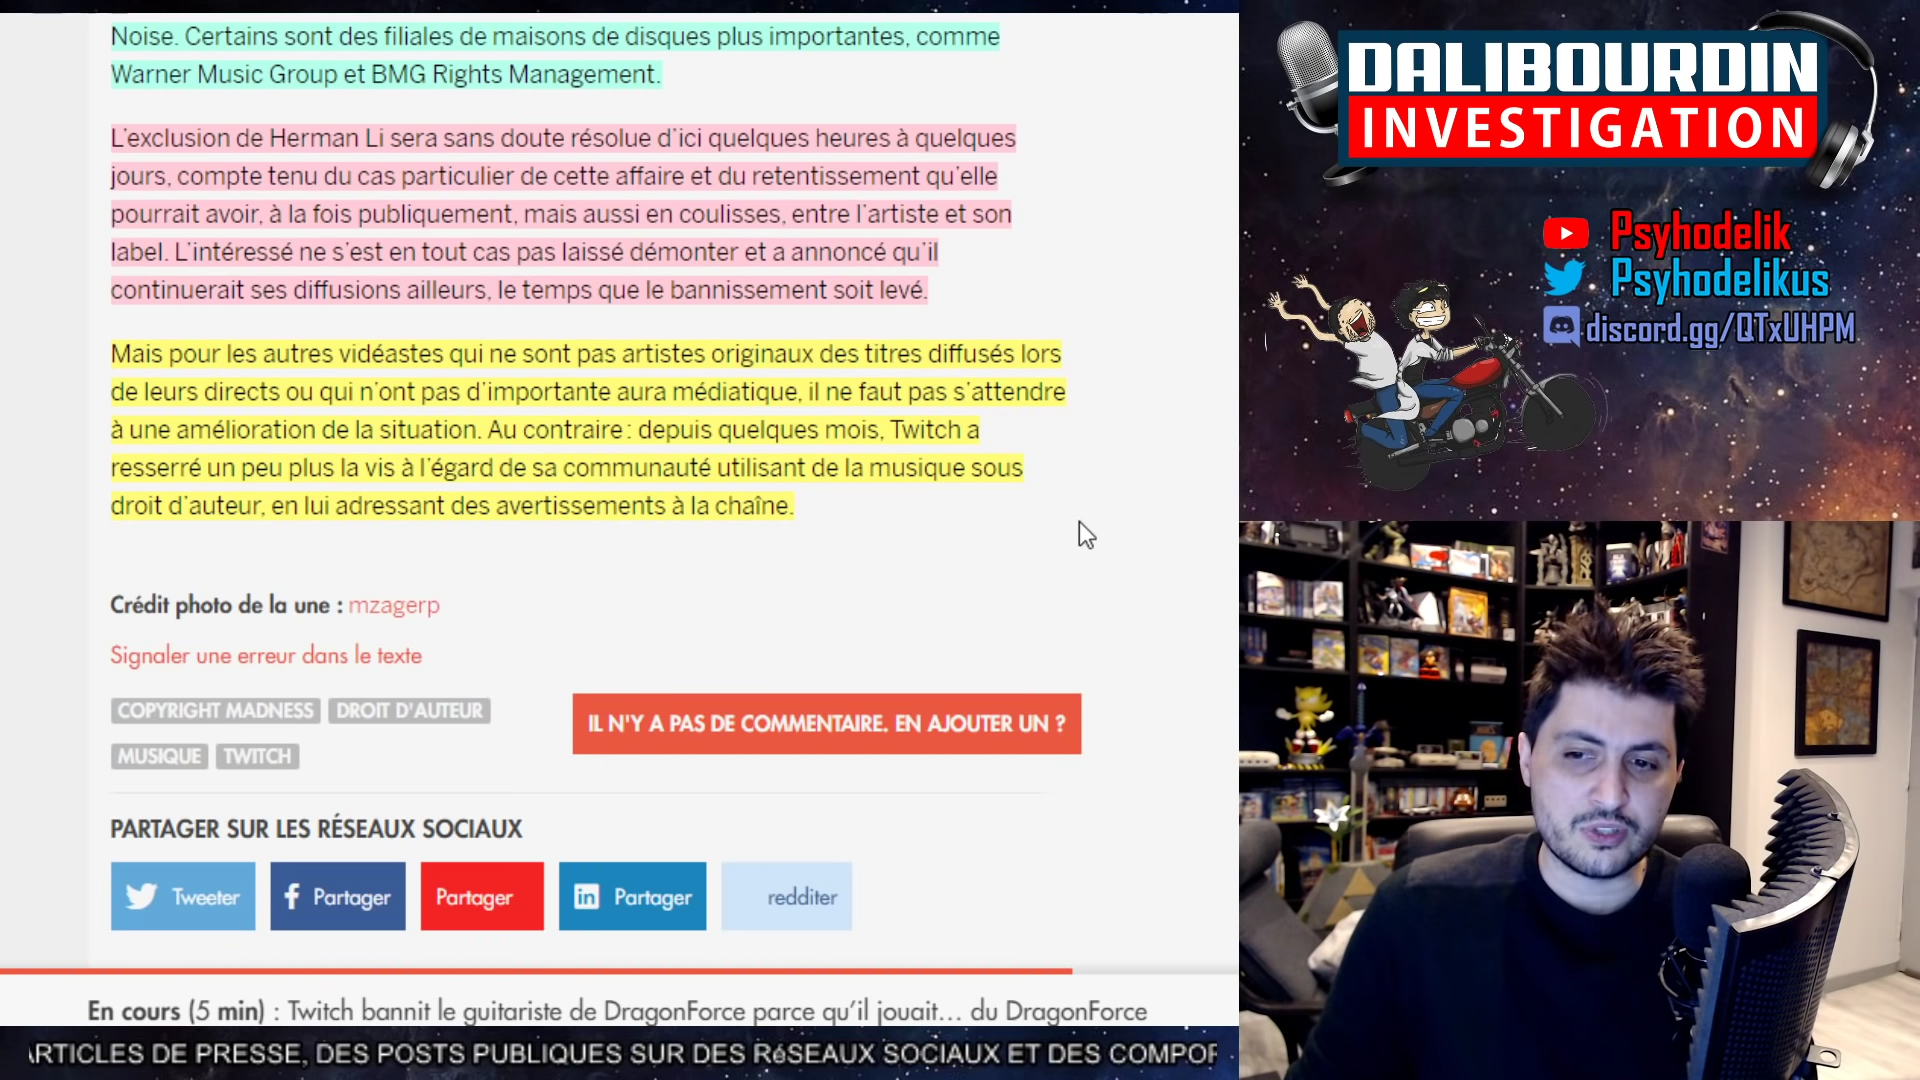 Noise. Certains sont des filiales de maisons de disques plus importantes, comme
Warner Music Group et BMG Rights Management.
L'exclusion de Herman Li sera sans doute résolue d'ici quelques heures à quelques
jours, compte tenu du cas particulier de cette affaire et du retentissement qu'elle
pourrait avoir, à la fois publiquement, mais aussi en coulisses, entre l'artiste et son
label. L'intéressé ne s'est en tout cas pas laissé démonter et a annoncé qu'il
continuerait ses diffusions ailleurs, le temps que le bannissement soit levé.
Mais pour les autres vidéastes qui ne sont pas artistes originaux des titres diffusés lors
de leurs directs ou qui n'ont pas d'importante aura médiatique, il ne faut pas s'attendre
à une amélioration de la situation. Au contraire : depuis quelques mois, Twitch a
resserré un peu plus la vis à l'égard de sa communauté utilisant de la musique sous
droit d'auteur, en lui adressant des avertissements à la chaîne.
Crédit photo de la une : mzagerp
Signaler une erreur dans le texte
COPYRIGHT MADNESS DROIT D'AUTEUR
MUSIQUE TWITCH
IL N'Y A PAS DE COMMENTAIRE. EN AJOUTER UN ?
PARTAGER SUR LES RÉSEAUX SOCIAUX
Tweeter Partager Partager Partager redditer
En cours (5 min) : Twitch bannit le guitariste de DragonForce parce qu'il jouait... du DragonForce
ARTICLES DE PRESSE, DES POSTS PUBLIQUES SUR DES RéSEAUX SOCIAUX ET DES COMPOR
DALIBOURDIN
INVESTIGATION
Psyhodelik
Psyhodelikus
discord.gg/QTxUHPM